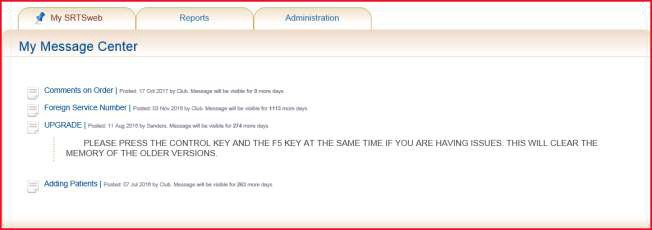 My SRTSweb
Reports
Administration
My Message Center
Comments on Order | Posted: 17 Oct 2017 by Club. Message will be visible for 9 more days
Foreign Service Number | Posted: 03 Nov 2016 by Club. Message will be visible for 1113 more days
UPGRADE | Posted: 11 Aug 2016 by Sanders. Message will be visible for 274 more days
PLEASE PRESS THE CONTROL KEY AND THE F5 KEY AT THE SAME TIME IF YOU ARE HAVING ISSUES. THIS WILL CLEAR THE
MEMORY OF THE OLDER VERSIONS.
Adding Patients | Posted: 07 Jul 2016 by Club. Message will be visible for 263 more days